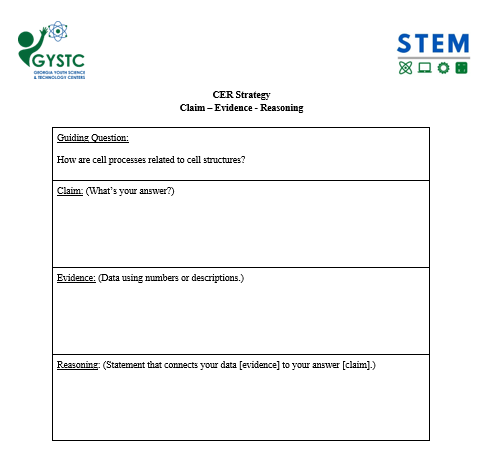 GYSTC
GEORGIA YOUTH SCIENCE
& TECHNOLOGY CENTERS
STEM
CER Strategy
Claim – Evidence - Reasoning
Guiding Question:
How are cell processes related to cell structures?
Claim: (What's your answer?)
Evidence: (Data using numbers or descriptions.)
Reasoning: (Statement that connects your data [evidence] to your answer [claim].)